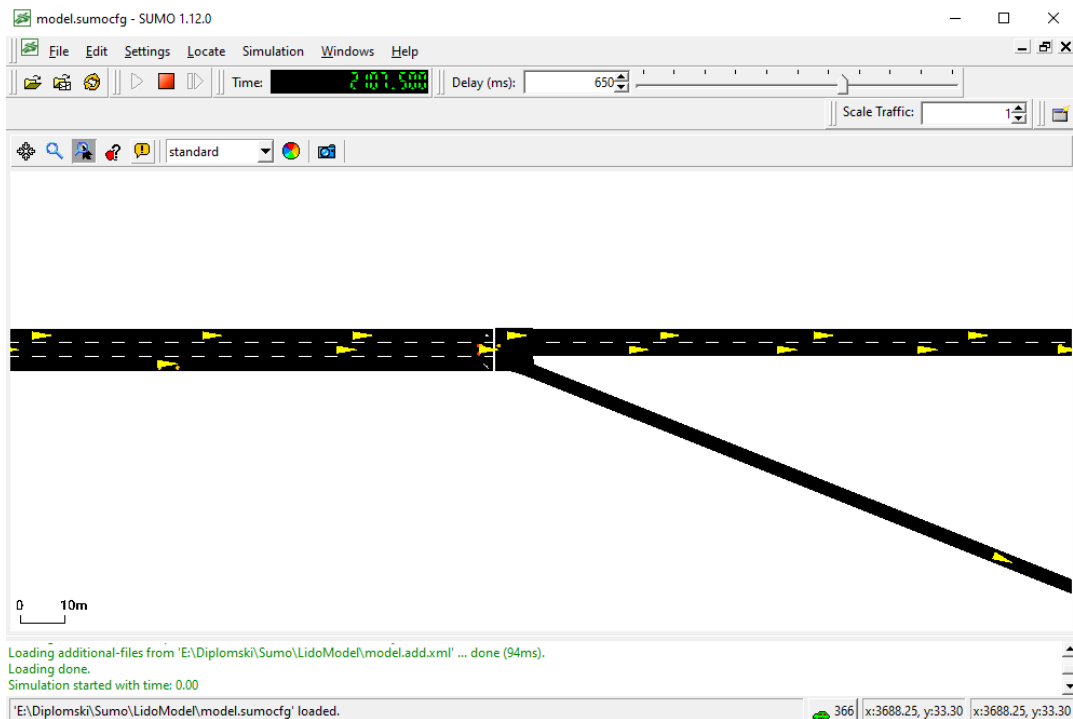 model.sumocfg - SUMO 1.12.0
File Edit Settings Locate Simulation Windows Help
Time: 2107.500 Delay (ms): 650
Scale Traffic: 1
standard
0 10m
Loading additional-files from 'E:\Diplomski\Sumo\LidoModel\model.add.xml' ... done (94ms).
Loading done.
Simulation started with time: 0.00
'E:\Diplomski\Sumo\LidoModel\model.sumocfg' loaded. 366 x:3688.25, y:33.30 x:3688.25, y:33.30